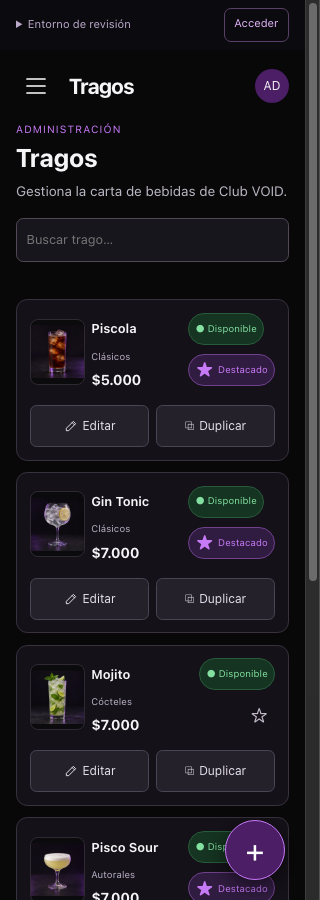 Entorno de revisión
Acceder
Tragos
AD
ADMINISTRACIÓN
Tragos
Gestiona la carta de bebidas de Club VOID.
Buscar trago...
Piscola
Disponible
Clásicos
Destacado
$5.000
Editar
Duplicar
Gin Tonic
Disponible
Clásicos
Destacado
$7.000
Editar
Duplicar
Mojito
Disponible
Cócteles
$7.000
Editar
Duplicar
Pisco Sour
Autorales
Destacado
$7.000